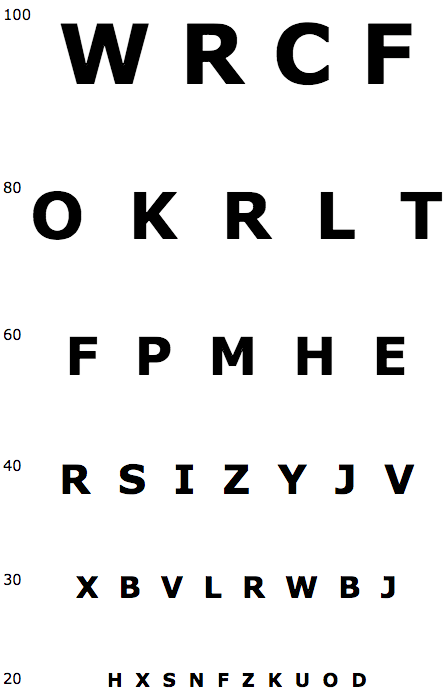 100 W R C F
80 O K R L T
60 F P M H E
40 R S I Z Y J V
30 X B V L R W B J
20 H X S N F Z K U O D